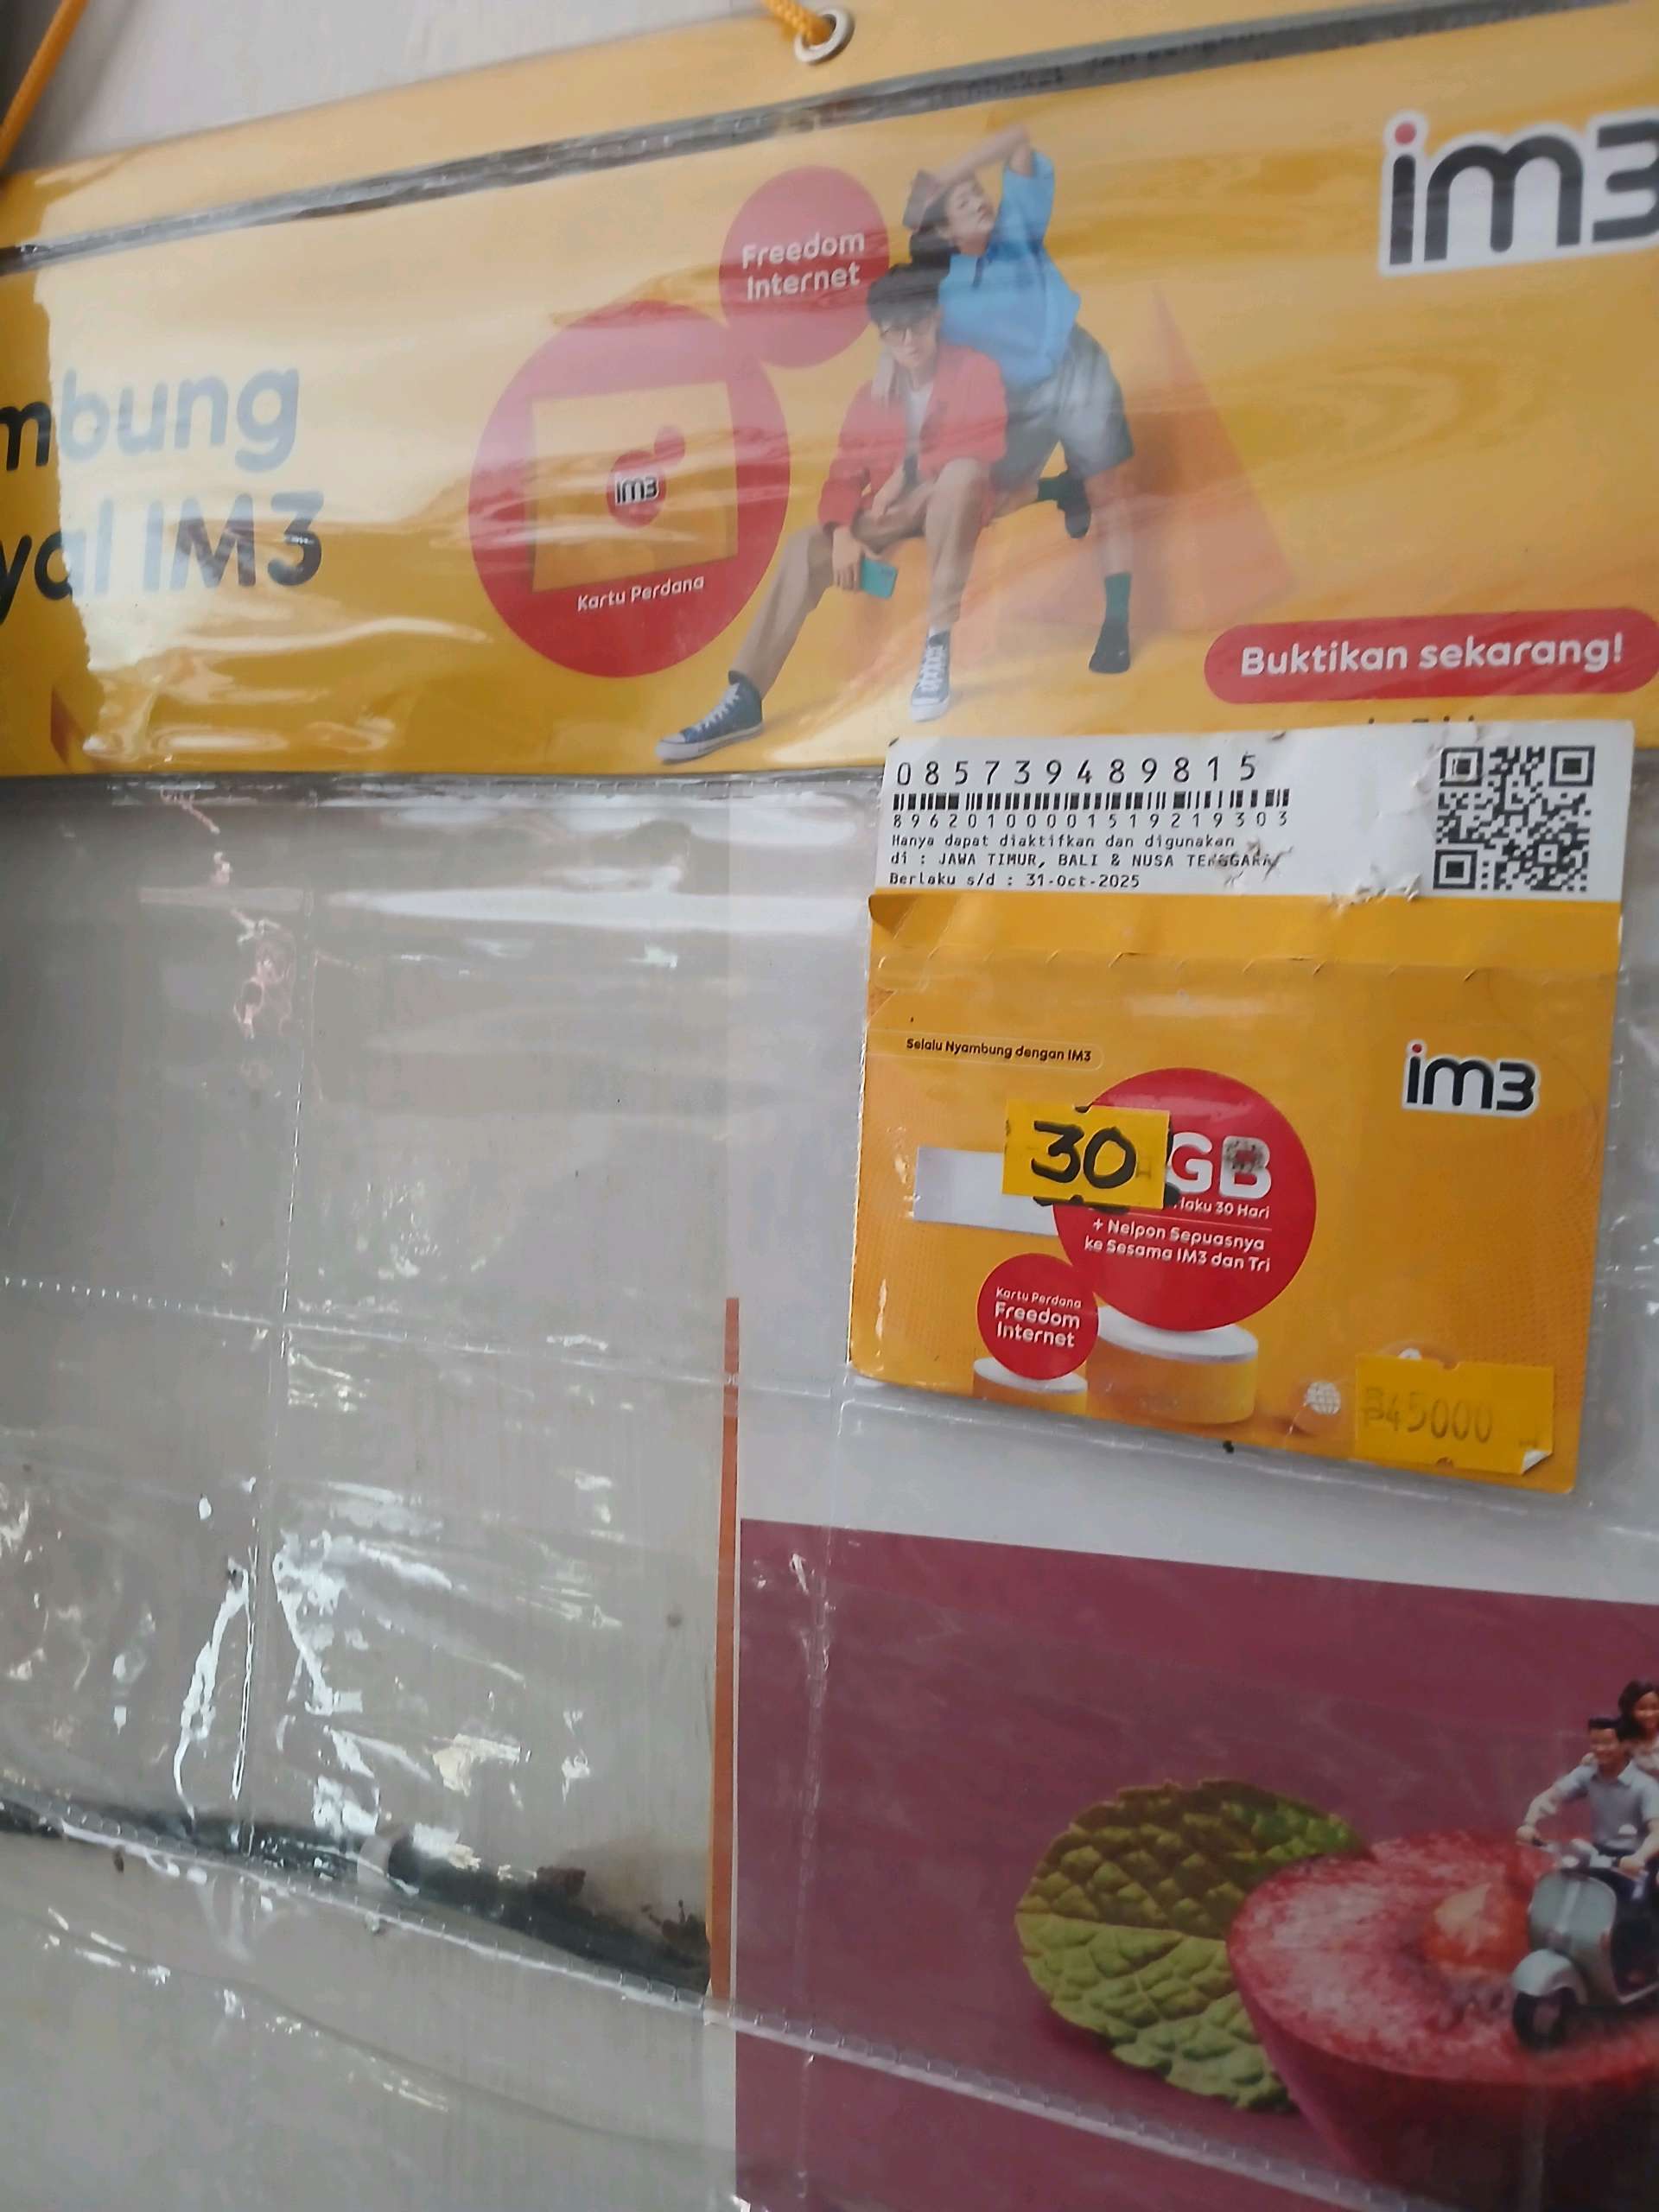 im3
Freedom
Internet
mbung
yal IM3
im3
Kartu Perdana
Buktikan sekarang!
085739489815
89620100001519219303
Hanya dapat diaktifkan dan digunakan
di : JAWA TIMUR, BALI & NUSA TENGGARA
Berlaku s/d : 31-Oct-2025
Selalu Nyambung dengan IM3
im3
30 GB
laku 30 Hari
+ Nelpon Sepuasnya
ke Sesama IM3 dan Tri
Kartu Perdana
Freedom
Internet
45000